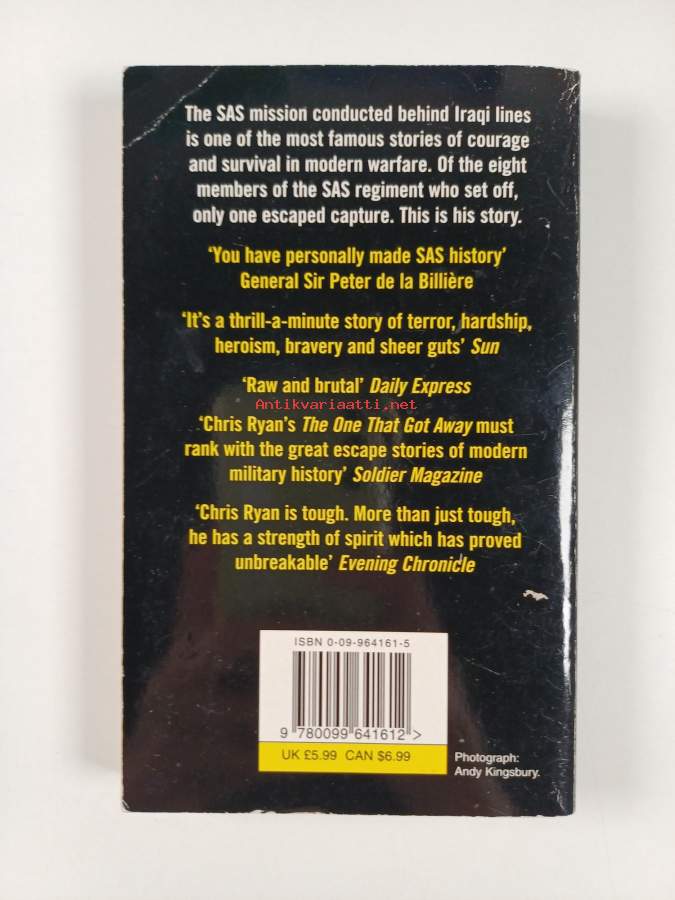 The SAS mission conducted behind Iraqi lines
is one of the most famous stories of courage
and survival in modern warfare. Of the eight
members of the SAS regiment who set off,
only one escaped capture. This is his story.
‘You have personally made SAS history’
General Sir Peter de la Billière
‘It's a thrill-a-minute story of terror, hardship,
heroism, bravery and sheer guts’ Sun
‘Raw and brutal’ Daily Express
Antikvariaatti.net
‘Chris Ryan's The One That Got Away must
rank with the great escape stories of modern
military history’ Soldier Magazine
‘Chris Ryan is tough. More than just tough,
he has a strength of spirit which has proved
unbreakable’ Evening Chronicle
ISBN 0-09-964161-5
9 780099 641612 >
UK £5.99 CAN $6.99
Photograph:
Andy Kingsbury.